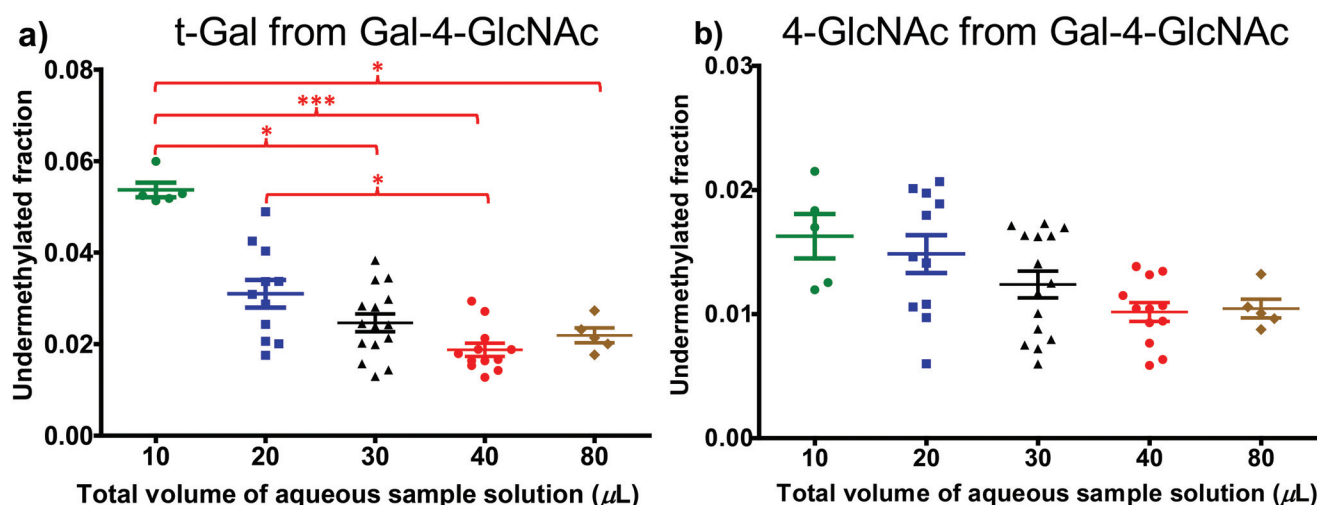 a) t-Gal from Gal-4-GlcNAc
Undermethylated fraction
0.08
0.06
0.04
0.02
0.00
*
***
*
*
10 20 30 40 80
Total volume of aqueous sample solution (μL)
b) 4-GlcNAc from Gal-4-GlcNAc
Undermethylated fraction
0.03
0.02
0.01
0.00
10 20 30 40 80
Total volume of aqueous sample solution (μL)